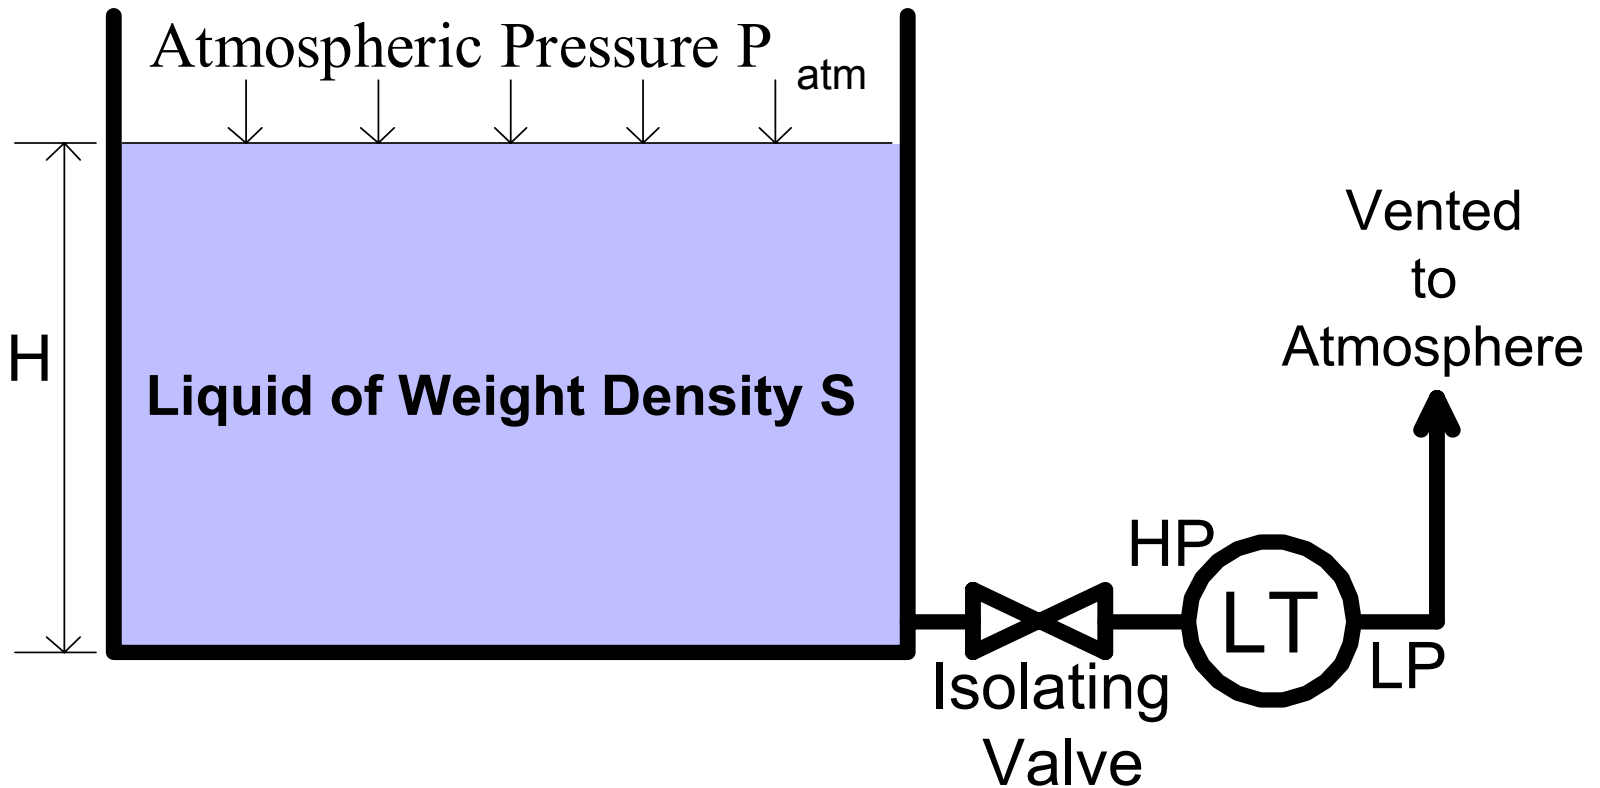 Atmospheric Pressure P atm
Vented
to
Atmosphere
H
Liquid of Weight Density S
HP
LT
LP
Isolating
Valve